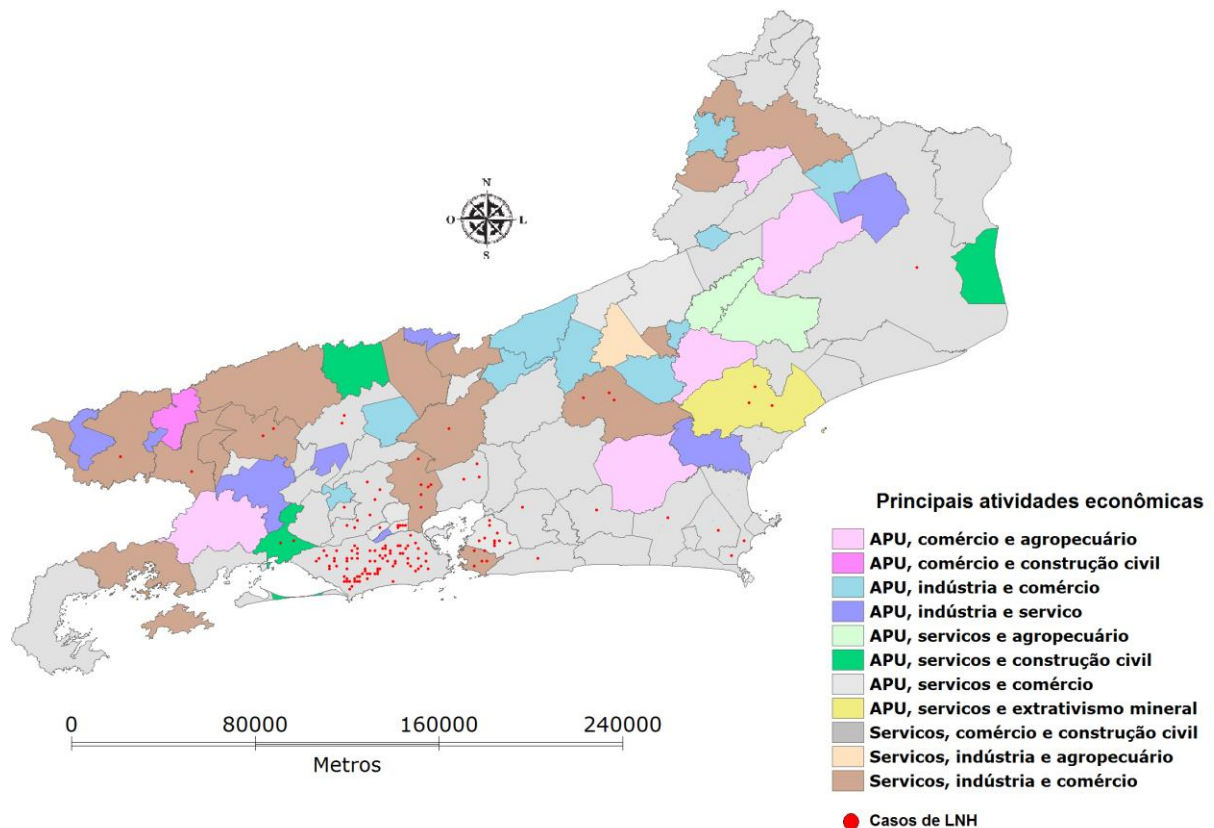 N
O L
S
Principais atividades econômicas
APU, comércio e agropecuário
APU, comércio e construção civil
APU, indústria e comércio
APU, indústria e servico
APU, servicos e agropecuário
APU, servicos e construção civil
APU, servicos e comércio
APU, servicos e extrativismo mineral
Servicos, comércio e construção civil
Servicos, indústria e agropecuário
Servicos, indústria e comércio
Casos de LNH
0 80000 160000 240000
Metros